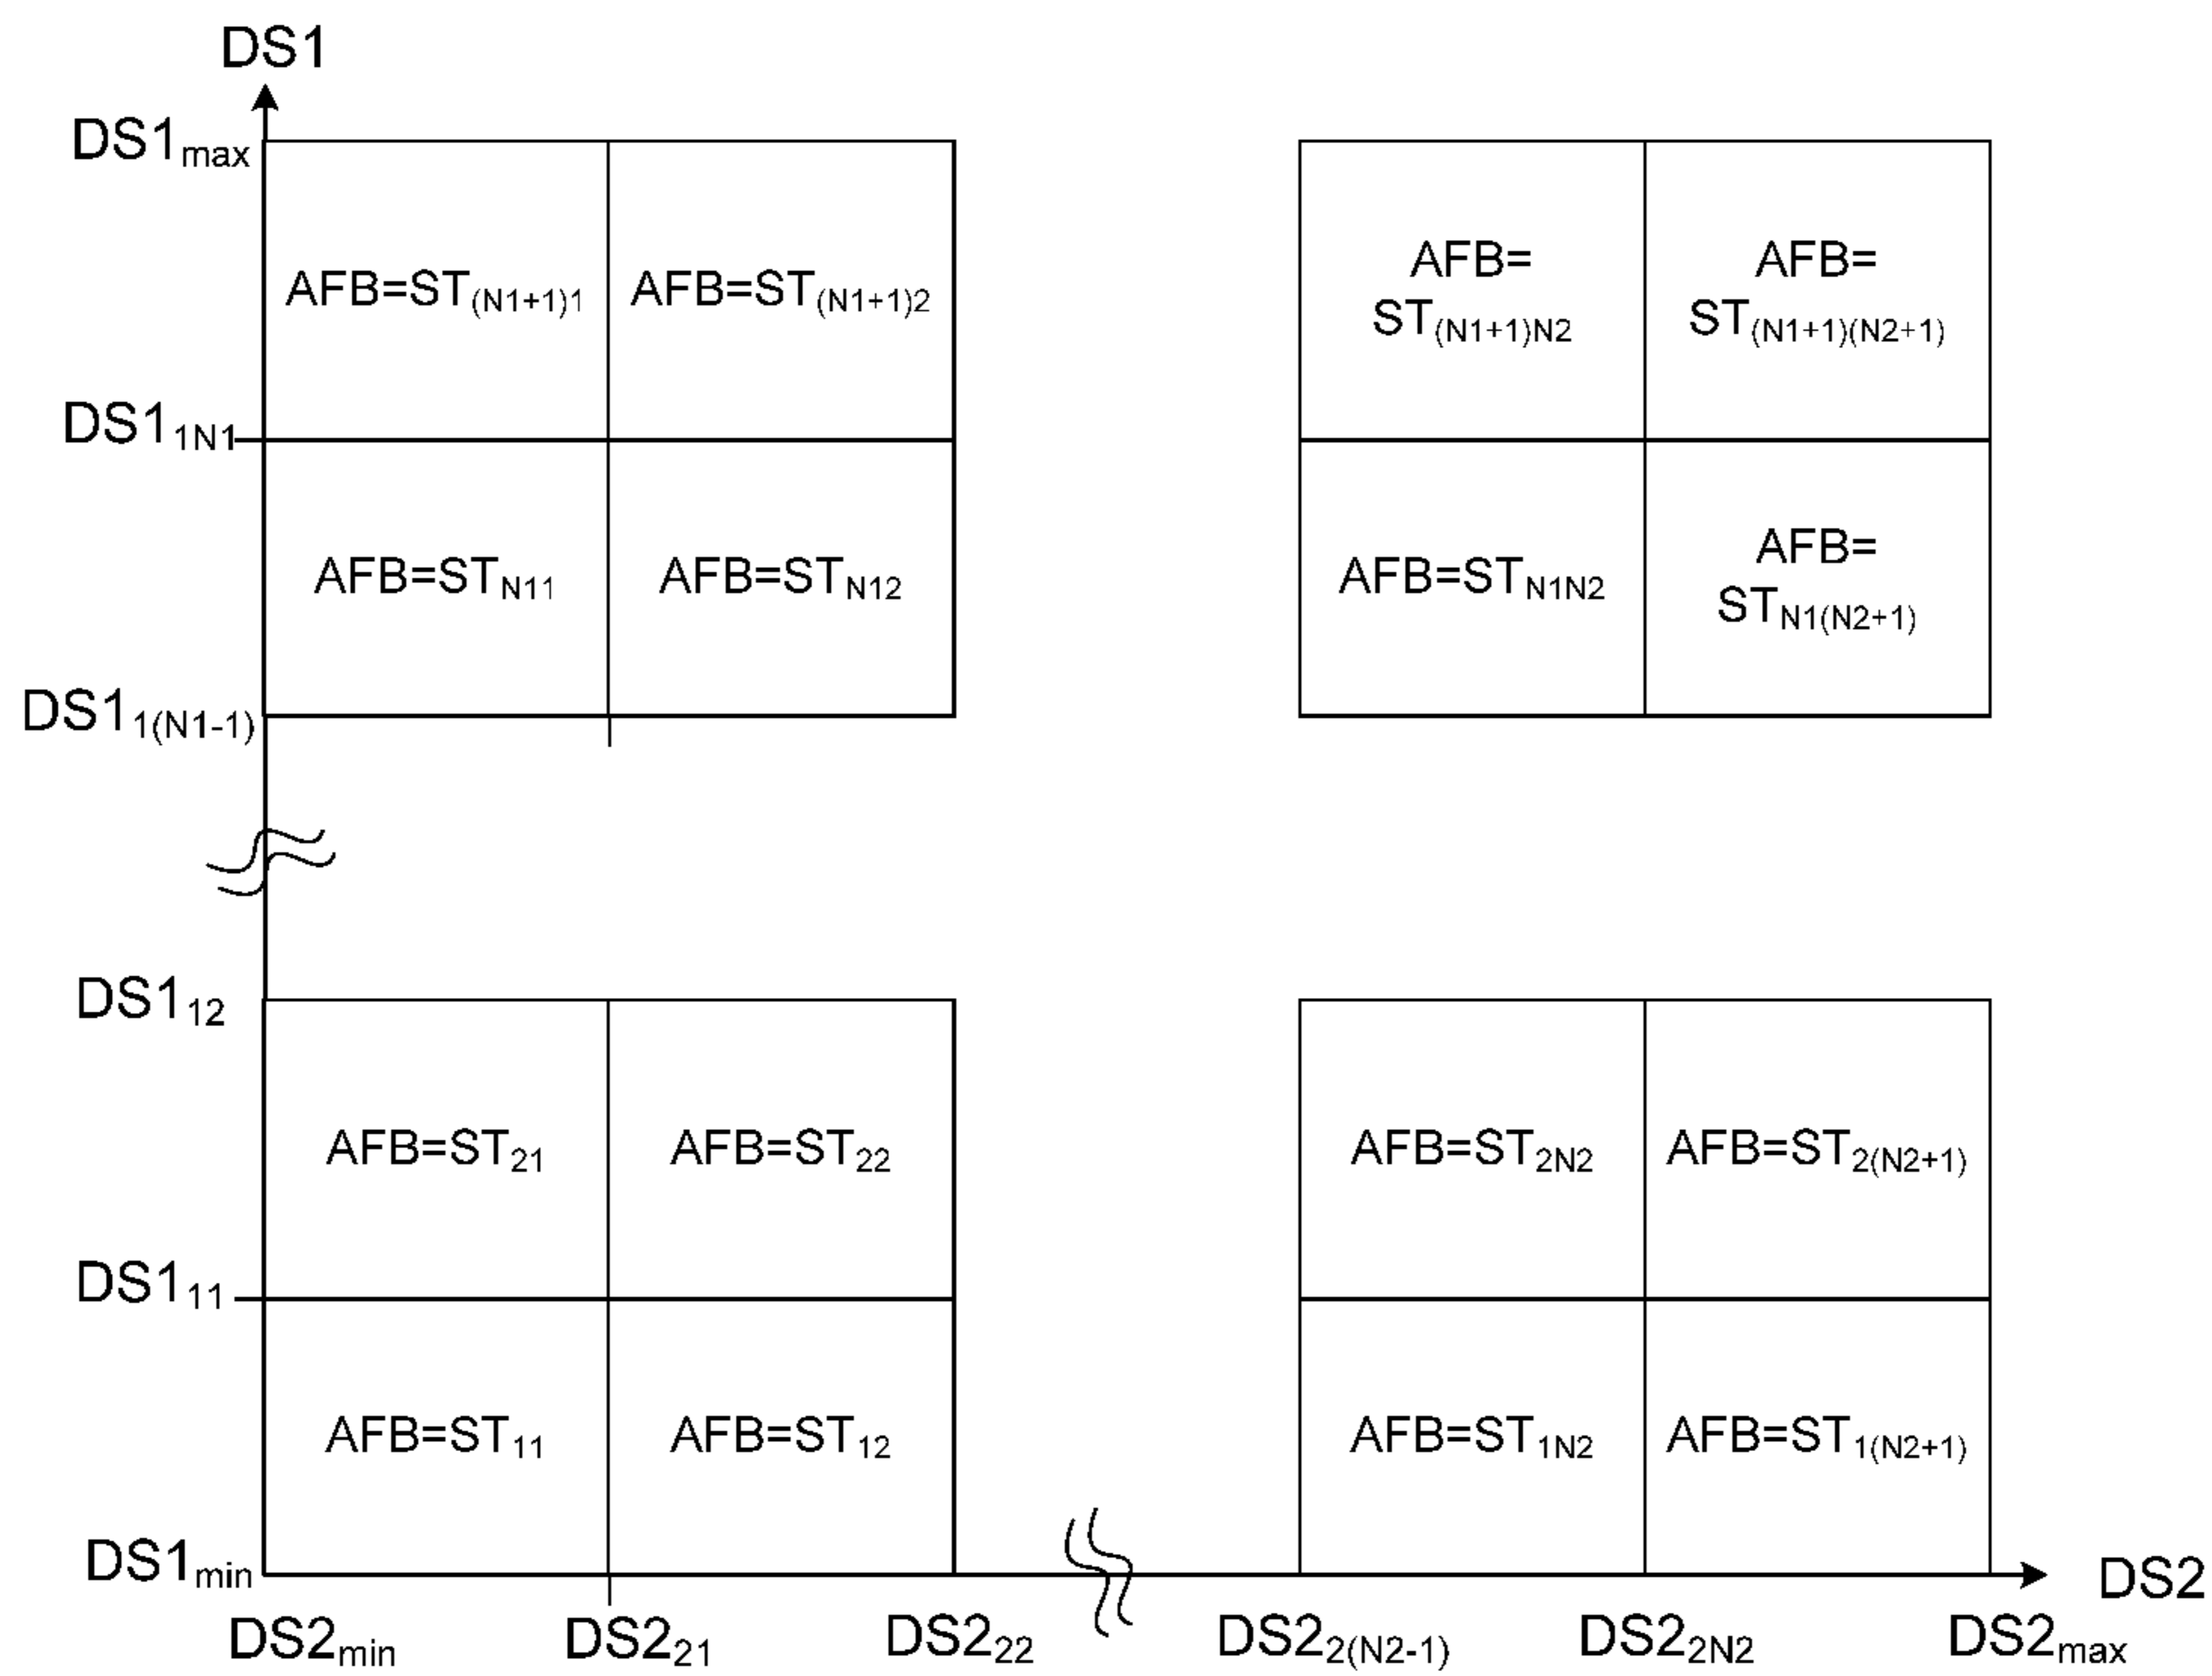 DS1
DS1max
AFB=ST(N1+1)1 AFB=ST(N1+1)2
AFB=
ST(N1+1)N2
AFB=
ST(N1+1)(N2+1)
DS11N1
AFB=STN11 AFB=STN12 AFB=STN1N2
AFB=
STN1(N2+1)
DS11(N1-1)
DS112
AFB=ST21 AFB=ST22 AFB=ST2N2 AFB=ST2(N2+1)
DS111
AFB=ST11 AFB=ST12 AFB=ST1N2 AFB=ST1(N2+1)
DS1min
DS2
DS2min DS221 DS222 DS22(N2-1) DS22N2 DS2max